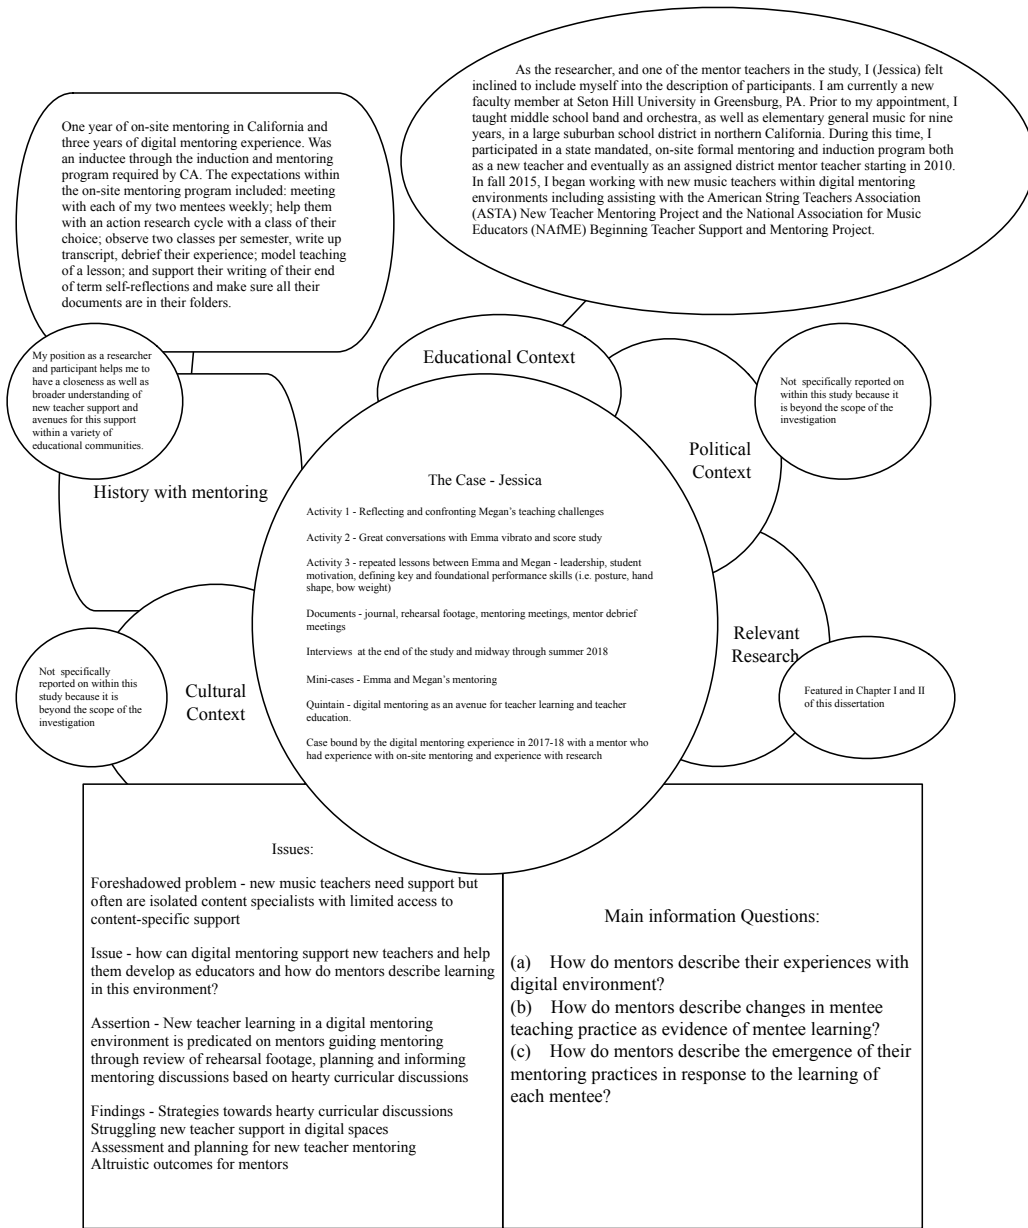 As the researcher, and one of the mentor teachers in the study, I (Jessica) felt
inclined to include myself into the description of participants. I am currently a new
faculty member at Seton Hill University in Greensburg, PA. Prior to my appointment, I
taught middle school band and orchestra, as well as elementary general music for nine
years, in a large suburban school district in northern California. During this time, I
participated in a state mandated, on-site formal mentoring and induction program both
as a new teacher and eventually as an assigned district mentor teacher starting in 2010.
In fall 2015, I began working with new music teachers within digital mentoring
environments including assisting with the American String Teachers Association
(ASTA) New Teacher Mentoring Project and the National Association for Music
Educators (NAfME) Beginning Teacher Support and Mentoring Project.
One year of on-site mentoring in California and
three years of digital mentoring experience. Was
an inductee through the induction and mentoring
program required by CA. The expectations within
the on-site mentoring program included: meeting
with each of my two mentees weekly; help them
them with an action research cycle with a class of their
choice; observe two classes per semester, write up
transcript, debrief their experience; model teaching
of a lesson; and support their writing of their end
of term self-reflections and make sure all their
documents are in their folders.
My position as a researcher
and participant helps me to
have a closeness as well as
broader understanding of
new teacher support and
avenues for this support
within a variety of
educational communities.
History with mentoring
Educational Context
Political
Context
Not specifically reported on
within this study because it
is beyond the scope of the
investigation
The Case - Jessica
Activity 1 - Reflecting and confronting Megan's teaching challenges
Activity 2 - Great conversations with Emma vibrato and score study
Activity 3 - repeated lessons between Emma and Megan - leadership, student
motivation, defining key and foundational performance skills (i.e. posture, hand
shape, bow weight)
Documents - journal, rehearsal footage, mentoring meetings, mentor debrief
meetings
Interviews at the end of the study and midway through summer 2018
Mini-cases - Emma and Megan's mentoring
Quintain - digital mentoring as an avenue for teacher learning and teacher
education.
Case bound by the digital mentoring experience in 2017-18 with a mentor who
had experience with on-site mentoring and experience with research
Relevant
Research
Featured in Chapter I and II
of this dissertation
Cultural
Context
Not specifically
reported on within this
study because it is
beyond the scope of the
investigation
Issues:
Foreshadowed problem - new music teachers need support but
often are isolated content specialists with limited access to
content-specific support
Issue - how can digital mentoring support new teachers and help
them develop as educators and how do mentors describe learning
in this environment?
Assertion - New teacher learning in a digital mentoring
environment is predicated on mentors guiding mentoring
through review of rehearsal footage, planning and informing
mentoring discussions based on hearty curricular discussions
Findings - Strategies towards hearty curricular discussions
Struggling new teacher support in digital spaces
Assessment and planning for new teacher mentoring
Altruistic outcomes for mentors
Main information Questions:
(a) How do mentors describe their experiences with
digital environment?
(b) How do mentors describe changes in mentee
teaching practice as evidence of mentee learning?
(c) How do mentors describe the emergence of their
mentoring practices in response to the learning of
each mentee?